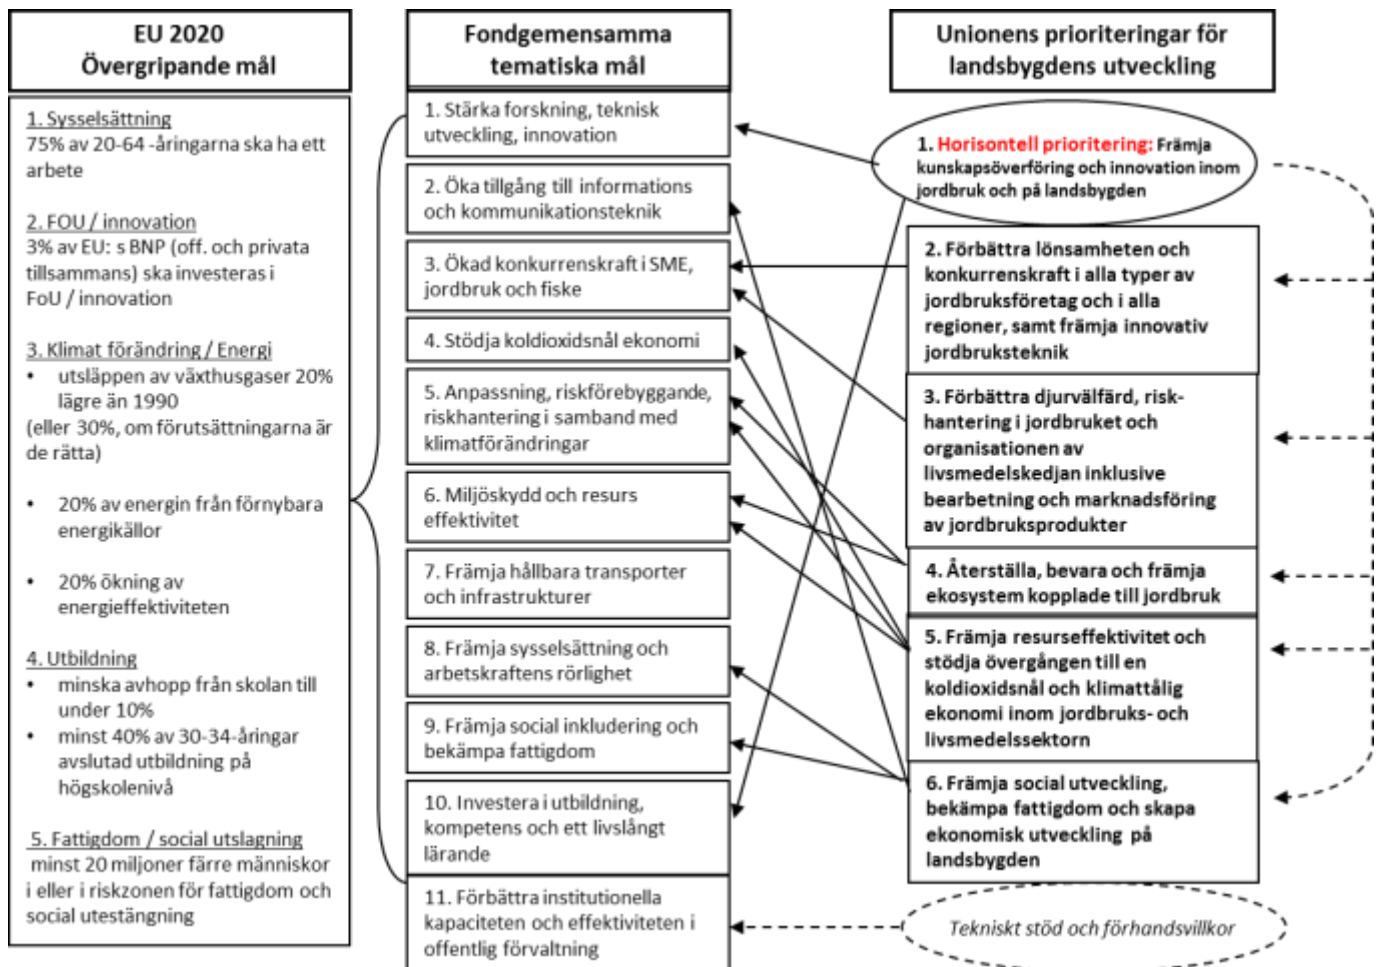 EU 2020
Övergripande mål
1. Sysselsättning
75% av 20-64 -åringarna ska ha ett
arbete
2. FOU / innovation
3% av EU: s BNP (off. och privata
tillsammans) ska investeras i
FoU / innovation
3. Klimat förändring / Energi
• utsläppen av växthusgaser 20%
lägre än 1990
(eller 30%, om förutsättningarna är
de rätta)
• 20% av energin från förnybara
energikällor
• 20% ökning av
energieffektiviteten
4. Utbildning
• minska avhopp från skolan till
under 10%
• minst 40% av 30-34-åringar
avslutad utbildning på
högskolenivå
5. Fattigdom / social utslagning
minst 20 miljoner färre människor
i eller i riskzonen för fattigdom och
social utestängning
Fondgemensamma
tematiska mål
1. Stärka forskning, teknisk
utveckling, innovation
2. Öka tillgång till informations
och kommunikationsteknik
3. Ökad konkurrenskraft i SME,
jordbruk och fiske
4. Stödja koldioxidsnål ekonomi
5. Anpassning, riskförebyggande,
riskhantering i samband med
klimatförändringar
6. Miljöskydd och resurs
effektivitet
7. Främja hållbara transporter
och infrastrukturer
8. Främja sysselsättning och
arbetskraftens rörlighet
9. Främja social inkludering och
bekämpa fattigdom
10. Investera i utbildning,
kompetens och ett livslångt
lärande
11. Förbättra institutionella
kapaciteten och effektiviteten i
offentlig förvaltning
Unionens prioriteringar för
landsbygdens utveckling
1. Horisontell prioritering: Främja
kunskapsöverföring och innovation inom
jordbruk och på landsbygden
2. Förbättra lönsamheten och
konkurrenskraft i alla typer av
jordbruksföretag och i alla
regioner, samt främja innovativ
jordbruksteknik
3. Förbättra djurvälfärd, risk-
hantering i jordbruket och
organisationen av
livsmedelskedjan inklusive
bearbetning och marknadsföring
av jordbruksprodukter
4. Återställa, bevara och främja
ekosystem kopplade till jordbruk
5. Främja resurseffektivitet och
stödja övergången till en
koldioxidsnål och klimattålig
ekonomi inom jordbruks- och
livsmedelssektorn
6. Främja social utveckling,
bekämpa fattigdom och skapa
ekonomisk utveckling på
landsbygden
Tekniskt stöd och förhandsvillkor